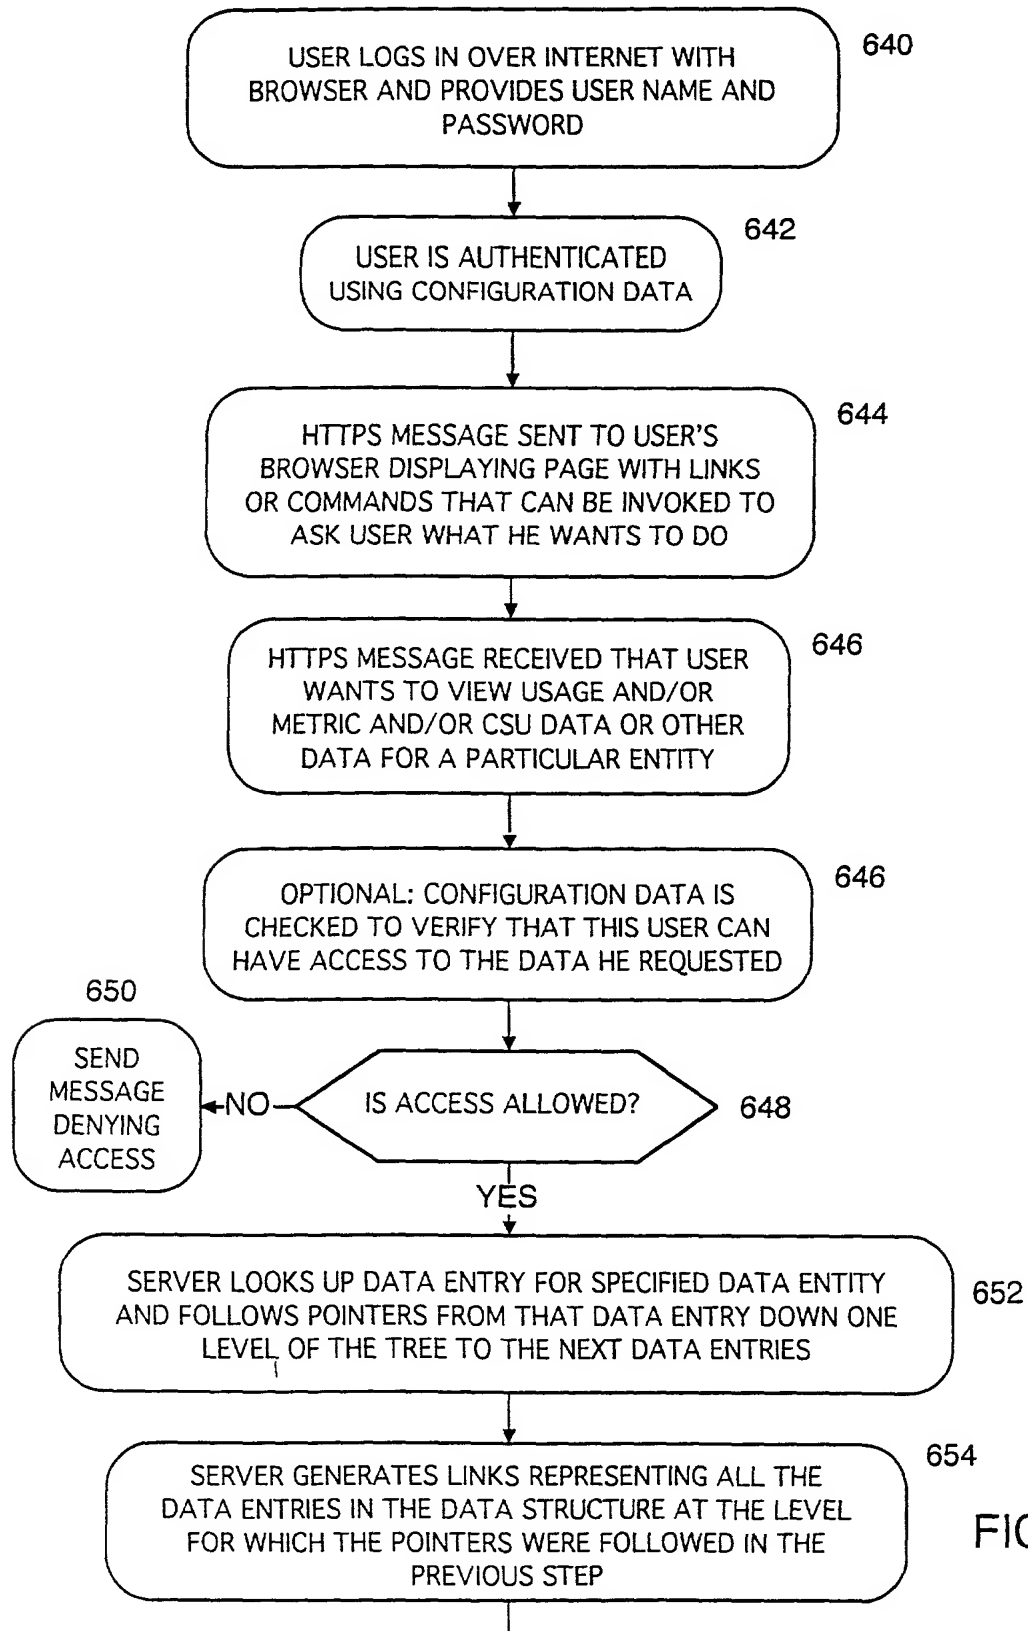 640
USER LOGS IN OVER INTERNET WITH
BROWSER AND PROVIDES USER NAME AND
PASSWORD
642
USER IS AUTHENTICATED
USING CONFIGURATION DATA
644
HTTPS MESSAGE SENT TO USER'S
BROWSER DISPLAYING PAGE WITH LINKS
OR COMMANDS THAT CAN BE INVOKED TO
ASK USER WHAT HE WANTS TO DO
646
HTTPS MESSAGE RECEIVED THAT USER
WANTS TO VIEW USAGE AND/OR
METRIC AND/OR CSU DATA OR OTHER
DATA FOR A PARTICULAR ENTITY
646
OPTIONAL: CONFIGURATION DATA IS
CHECKED TO VERIFY THAT THIS USER CAN
HAVE ACCESS TO THE DATA HE REQUESTED
650
SEND
MESSAGE
DENYING
ACCESS
NO
IS ACCESS ALLOWED?
648
YES
SERVER LOOKS UP DATA ENTRY FOR SPECIFIED DATA ENTITY
AND FOLLOWS POINTERS FROM THAT DATA ENTRY DOWN ONE
LEVEL OF THE TREE TO THE NEXT DATA ENTRIES
652
654
SERVER GENERATES LINKS REPRESENTING ALL THE
DATA ENTRIES IN THE DATA STRUCTURE AT THE LEVEL
FOR WHICH THE POINTERS WERE FOLLOWED IN THE
PREVIOUS STEP